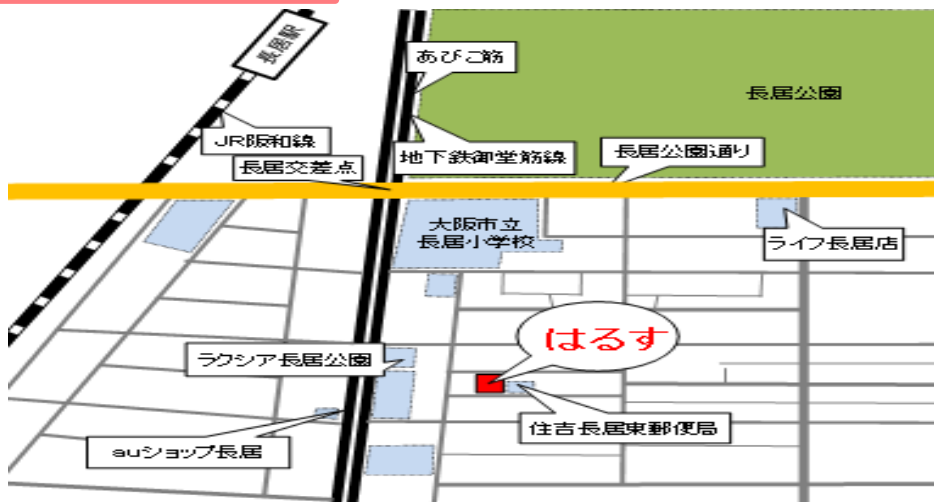 長居駅
あびこ筋
長居公園
JR阪和線
地下鉄御堂筋線
長居公園通り
長居交差点
大阪市立
長居小学校
ライフ長居店
はるす
ラクシア長居公園
住吉長居東郵便局
auショップ長居